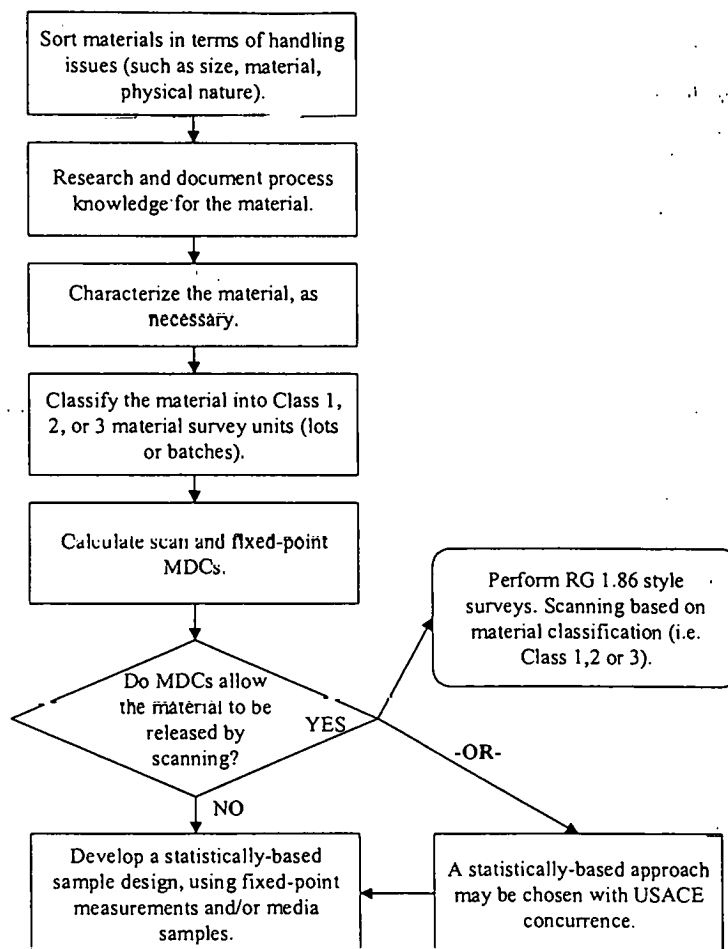 Sort materials in terms of handling
issues (such as size, material,
physical nature).
Research and document process
knowledge for the material.
Characterize the material, as
necessary.
Classify the material into Class 1,
2, or 3 material survey units (lots
or batches).
Calculate scan and fixed-point
MDCs.
Perform RG 1.86 style
surveys. Scanning based on
material classification (i.e.
Class 1,2 or 3).
Do MDCs allow
the material to be
released by
scanning?
YES
-OR-
NO
Develop a statistically-based
sample design, using fixed-point
measurements and/or media
samples.
A statistically-based approach
may be chosen with USACE
concurrence.